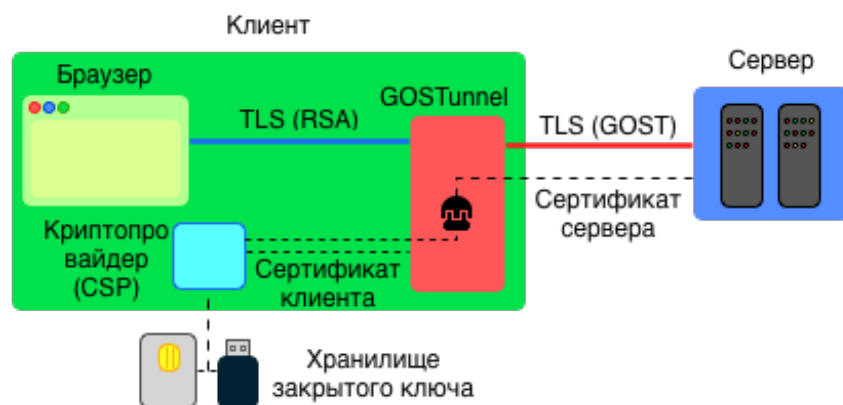 Клиент
Браузер
GOSTunnel
Сервер
TLS (RSA)
TLS (GOST)
Криптопро
вайдер
(CSP)
Сертификат
клиента
Сертификат
сервера
Хранилище
закрытого ключа